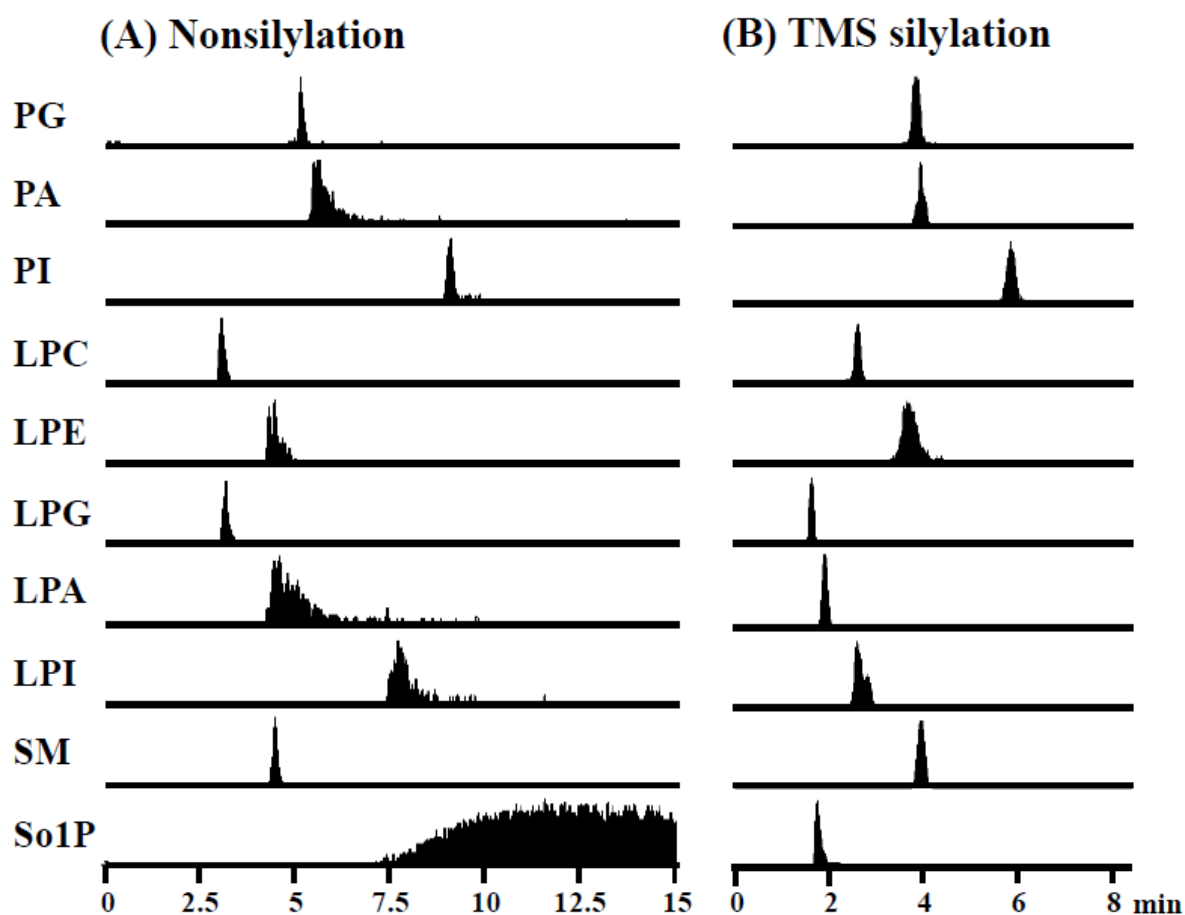 (A) Nonsilylation (B) TMS silylation
PG
PA
PI
LPC
LPE
LPG
LPA
LPI
SM
So1P
0 2.5 5 7.5 10 12.5 15 0 2 4 6 8 min